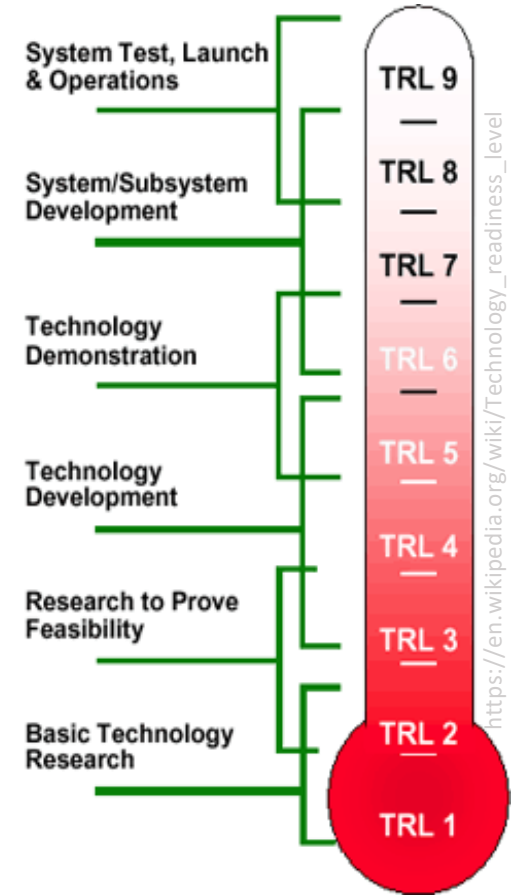 System Test, Launch
& Operations
System/Subsystem
Development
Technology
Demonstration
Technology
Development
Research to Prove
Feasibility
Basic Technology
Research
TRL 9
TRL 8
TRL 7
TRL 6
TRL 5
TRL 4
TRL 3
TRL 2
TRL 1
https://en.wikipedia.org/wiki/Technology_readiness_level